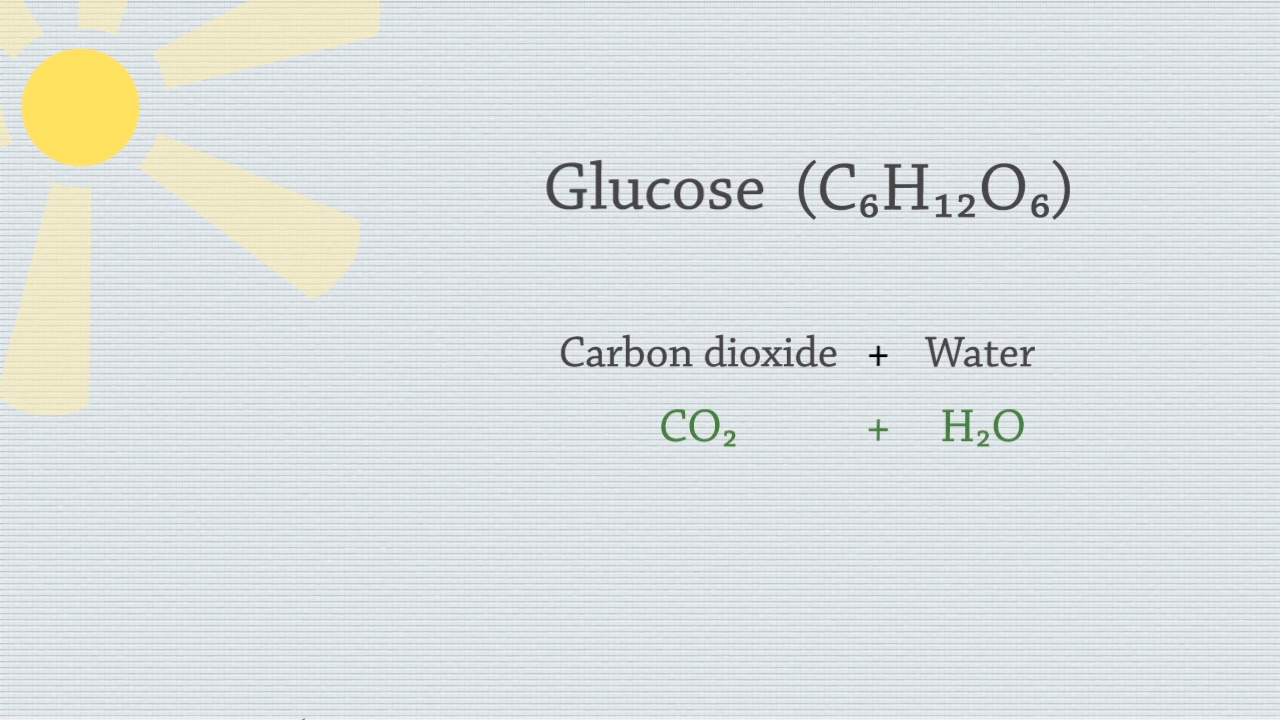 Glucose (C₆H₁₂O₆)
Carbon dioxide + Water
CO₂ + H₂O